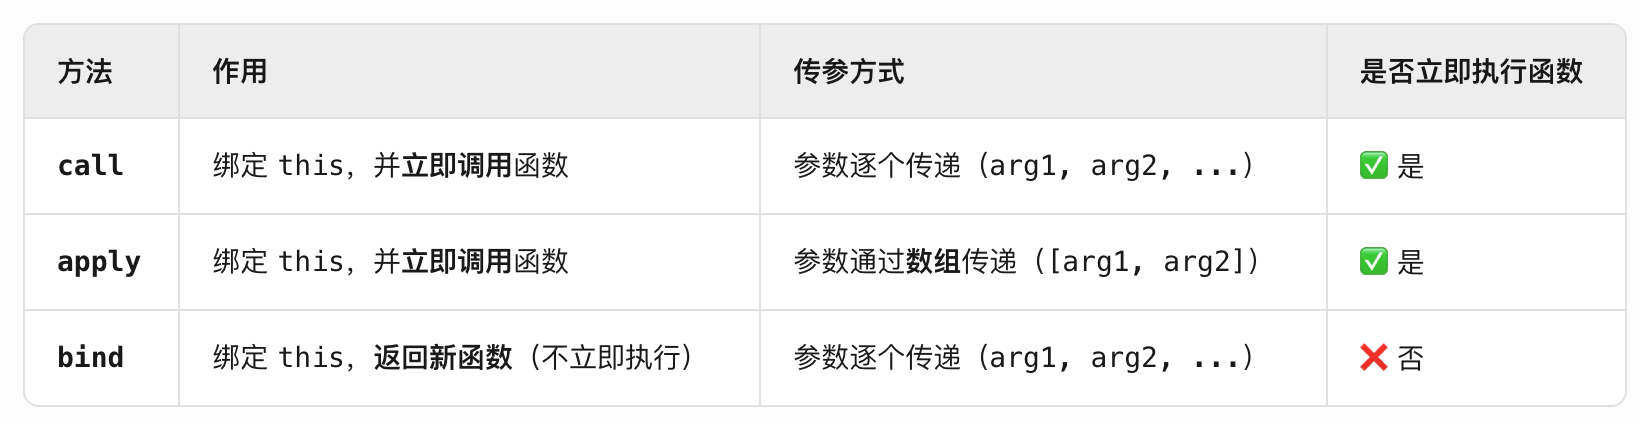 方法 作用 传参方式 是否立即执行函数
call 绑定 this，并立即调用函数 参数逐个传递（arg1, arg2, ...） ✅ 是
apply 绑定 this，并立即调用函数 参数通过数组传递（[arg1, arg2]） ✅ 是
bind 绑定 this，返回新函数（不立即执行） 参数逐个传递（arg1, arg2, ...） ❌ 否